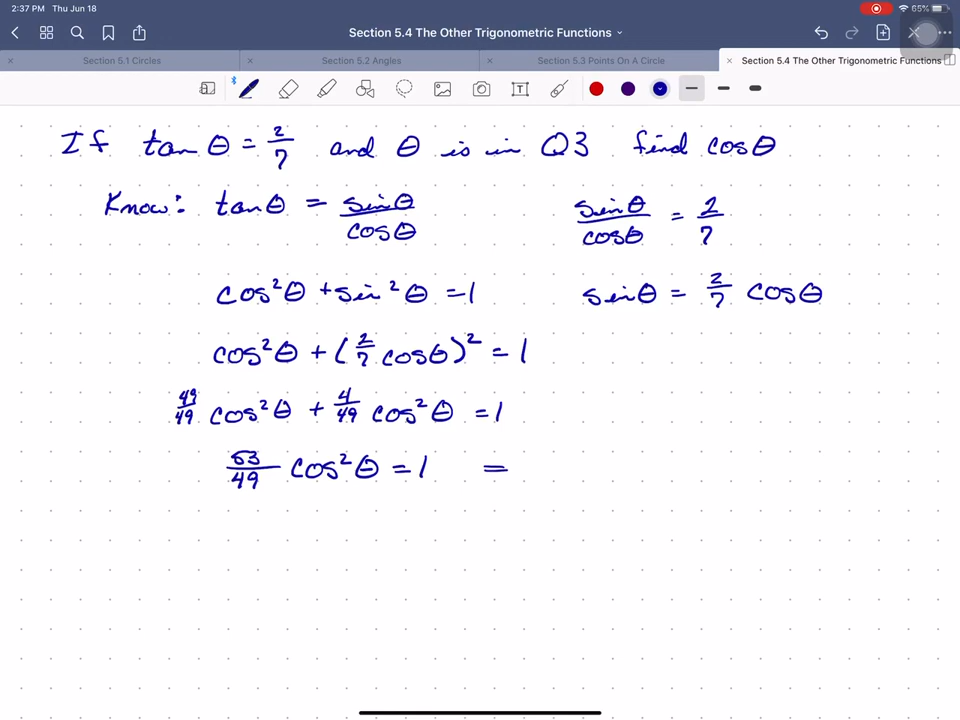 2:37 PM Thu Jun 18 65%
Section 5.4 The Other Trigonometric Functions
Section 5.1 Circles Section 5.2 Angles Section 5.3 Points On A Circle Section 5.4 The Other Trigonometric Functions
If tan θ = 2/7 and θ is in Q3 find cos θ
Know: tan θ = sin θ / cos θ sin θ / cos θ = 2/7
cos²θ + sin²θ = 1 sin θ = 2/7 cos θ
cos²θ + (2/7 cos θ)² = 1
49/49 cos²θ + 4/49 cos²θ = 1
53/49 cos²θ = 1 =